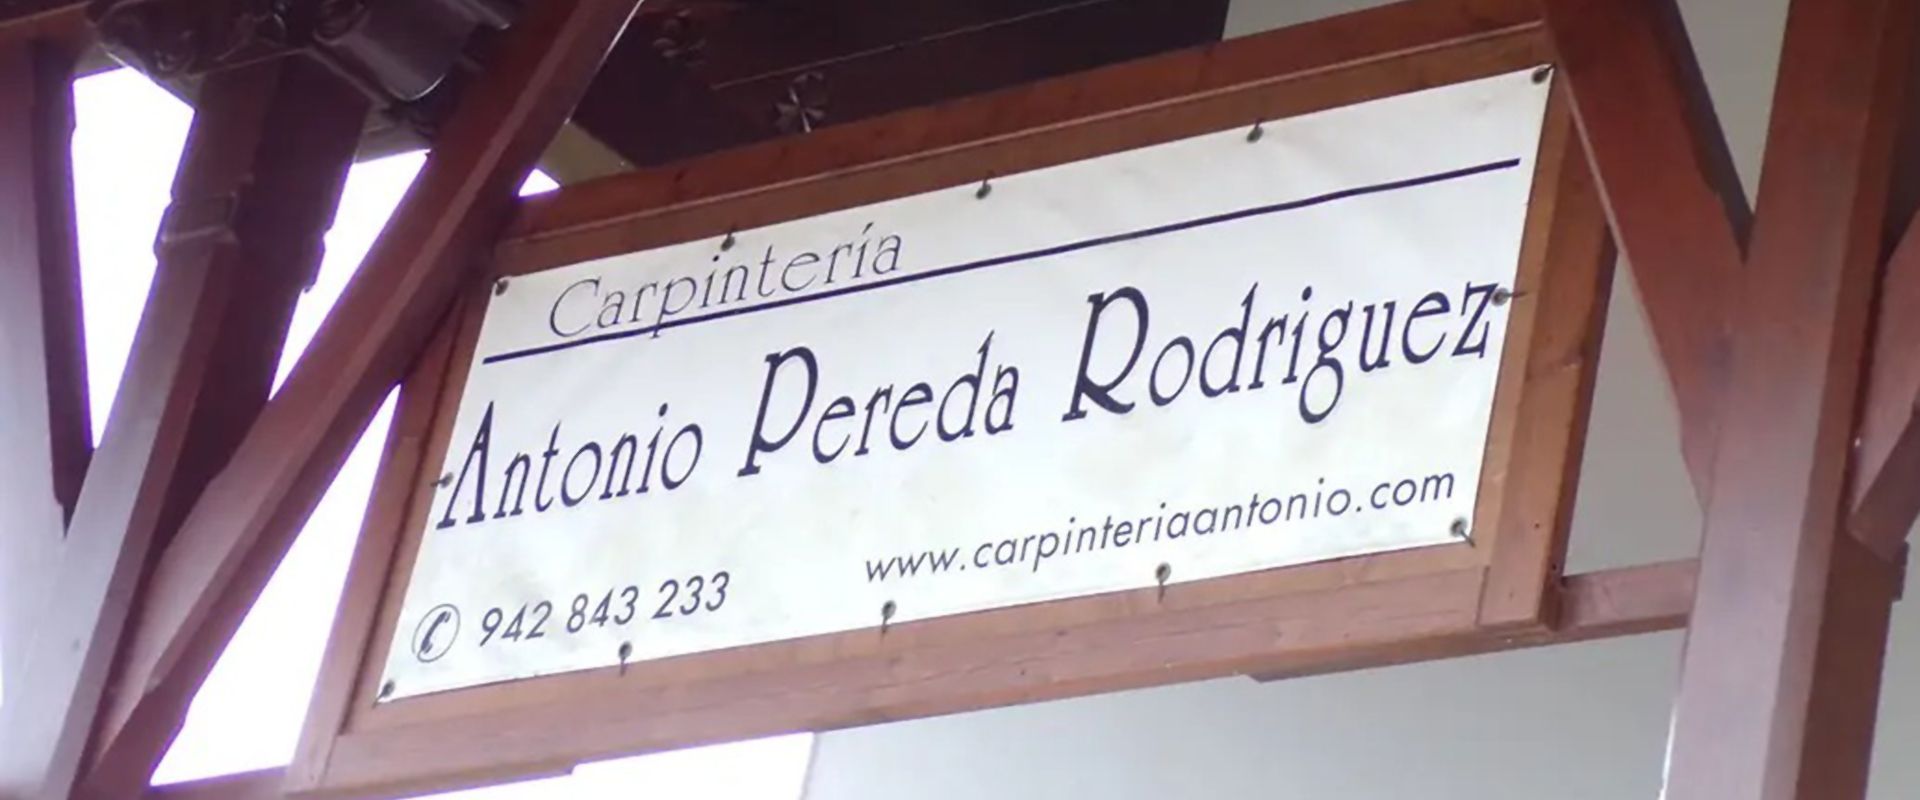 Carpintería
Antonio Pereda Rodriguez
www.carpinteriaantonio.com
✆ 942 843 233